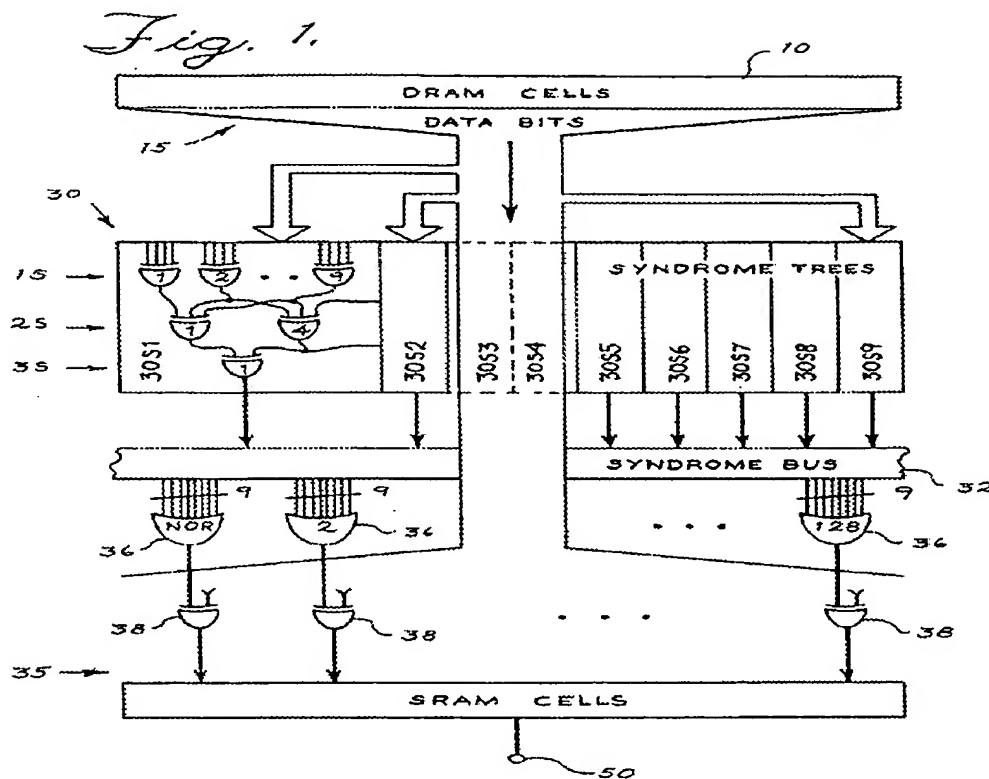 Fig. 1.
10
DRAM CELLS
DATA BITS
15
30
1S
1 2 . . 9
SYNDROME TREES
2S
1 4
3S
1
30S1 30S2 30S3 30S4 30S5 30S6 30S7 30S8 30S9
SYNDROME BUS
32
9 9 9
NOR 2 . . . 128
36 36 36
38 38 . . . 38
35
SRAM CELLS
50